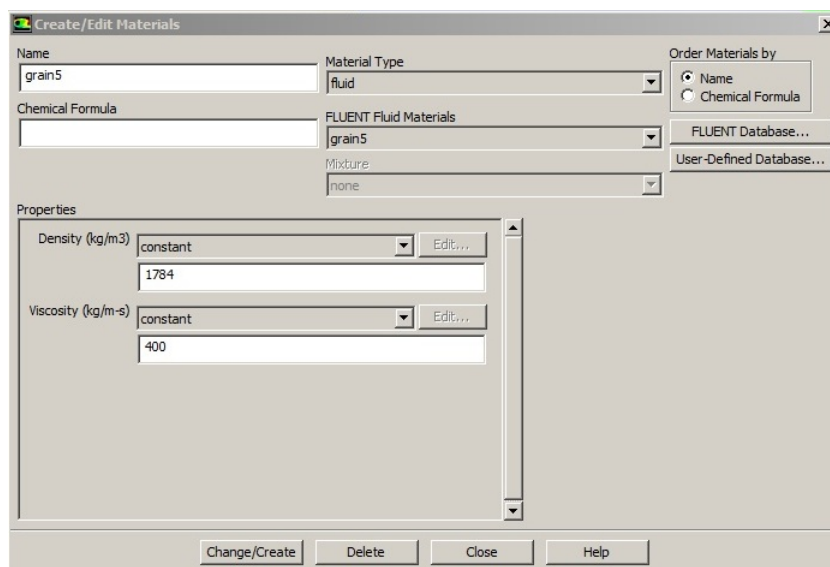 Create/Edit Materials
Name
grain5
Chemical Formula
Material Type
fluid
FLUENT Fluid Materials
grain5
Mixture
none
Order Materials by
Name
Chemical Formula
FLUENT Database...
User-Defined Database...
Properties
Density (kg/m3) constant Edit...
1784
Viscosity (kg/m-s) constant Edit...
400
Change/Create Delete Close Help